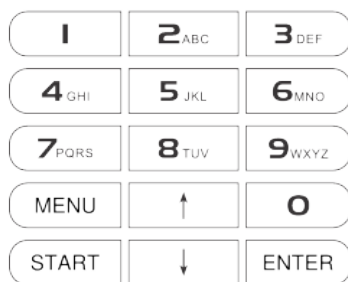 1 2ABC 3DEF
4GHI 5JKL 6MNO
7PQRS 8TUV 9WXYZ
MENU ↑ 0
START ↓ ENTER